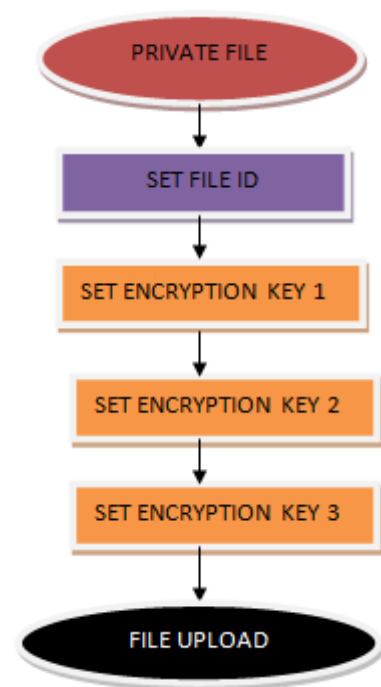 PRIVATE FILE
SET FILE ID
SET ENCRYPTION KEY 1
SET ENCRYPTION KEY 2
SET ENCRYPTION KEY 3
FILE UPLOAD